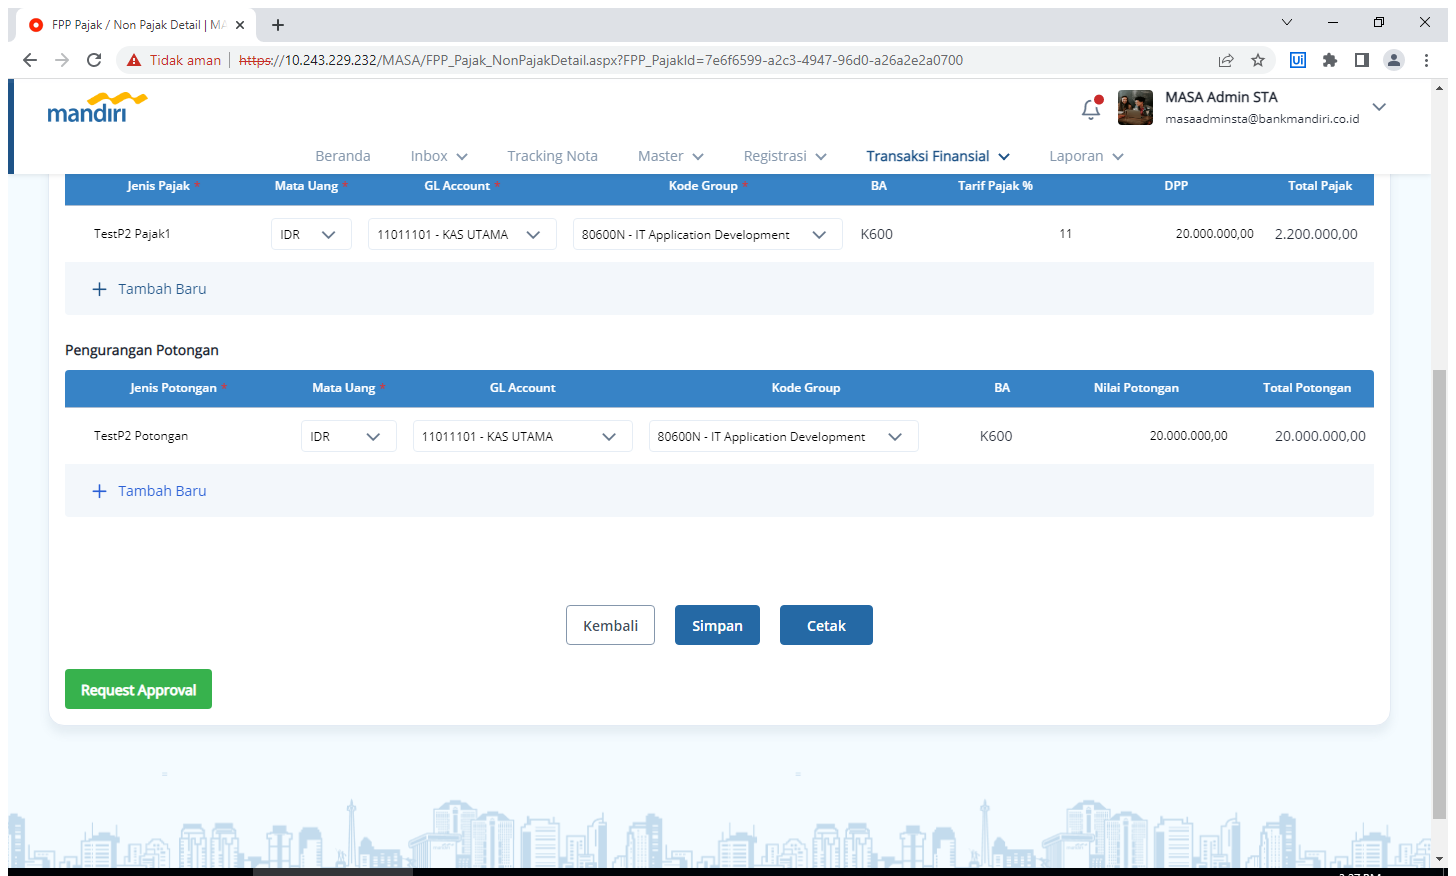 FPP Pajak / Non Pajak Detail | MA
Tidak aman https://10.243.229.232/MASA/FPP_Pajak_NonPajakDetail.aspx?FPP_PajakId=7e6f6599-a2c3-4947-96d0-a26a2e2a0700
Ui
mandiri
MASA Admin STA
masaadminsta@bankmandiri.co.id
Beranda Inbox Tracking Nota Master Registrasi Transaksi Finansial Laporan
Jenis Pajak * Mata Uang * GL Account * Kode Group * BA Tarif Pajak % DPP Total Pajak
TestP2 Pajak1 IDR 11011101 - KAS UTAMA 80600N - IT Application Development K600 11 20.000.000,00 2.200.000,00
+ Tambah Baru
Pengurangan Potongan
Jenis Potongan * Mata Uang * GL Account Kode Group BA Nilai Potongan Total Potongan
TestP2 Potongan IDR 11011101 - KAS UTAMA 80600N - IT Application Development K600 20.000.000,00 20.000.000,00
+ Tambah Baru
Kembali Simpan Cetak
Request Approval